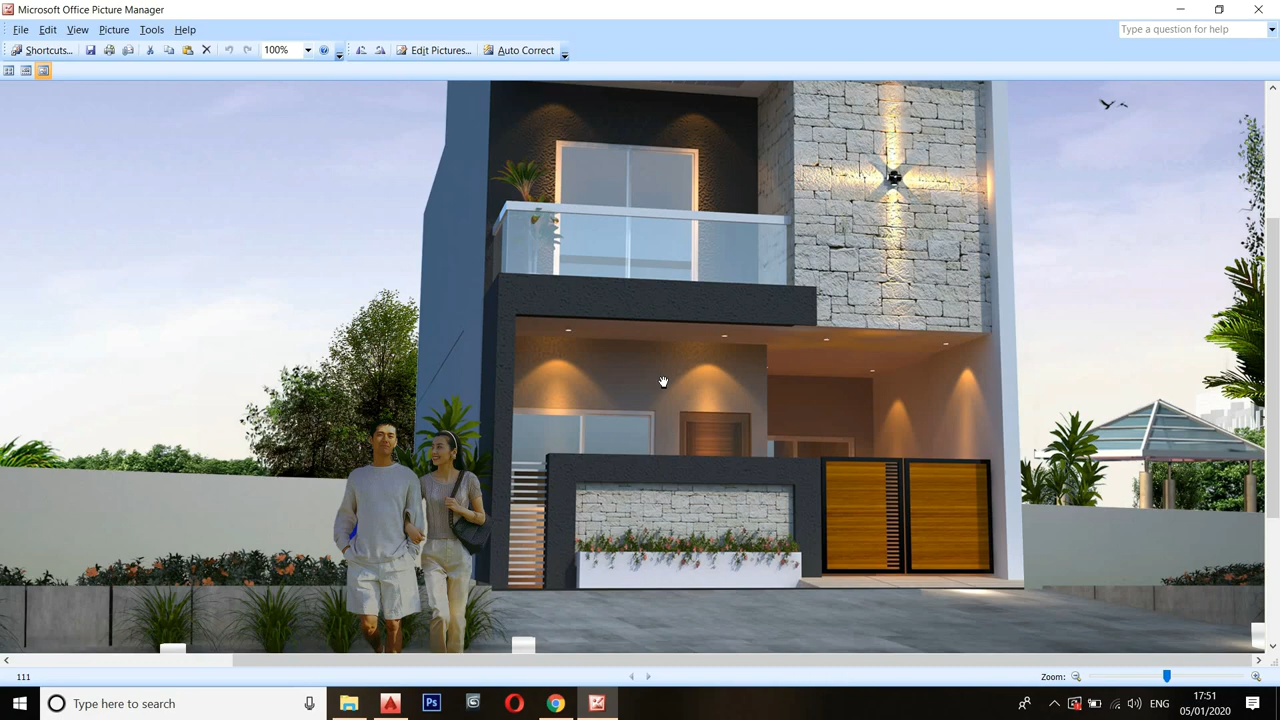 Microsoft Office Picture Manager
File Edit View Picture Tools Help
Type a question for help
Shortcuts...
100%
Edit Pictures...
Auto Correct
111
Zoom:
Type here to search
Ps
ENG
17:51
05/01/2020